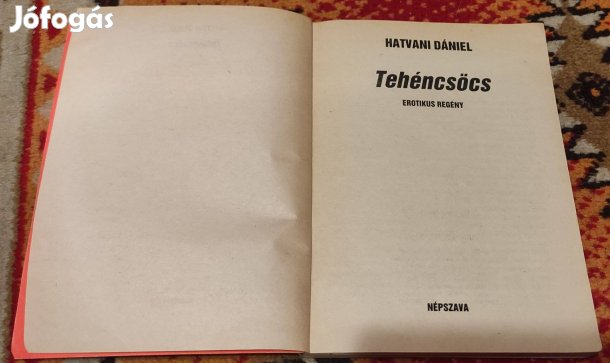 Jófogás
HATVANI DÁNIEL
Tehéncsöcs
EROTIKUS REGÉNY
NÉPSZAVA